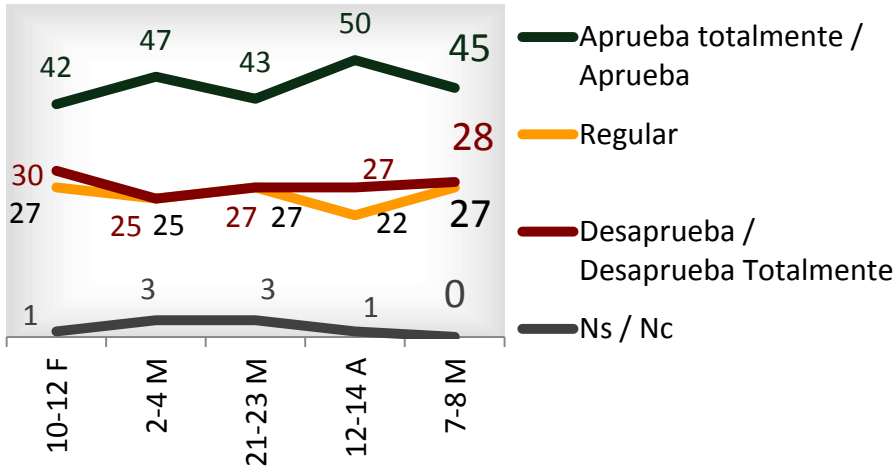 42
47
43
50
45
30
25
27
27
28
27
25
27
22
27
1
3
3
1
0
10-12 F
2-4 M
21-23 M
12-14 A
7-8 M
Aprueba totalmente /
Aprueba
Regular
Desaprueba /
Desaprueba Totalmente
Ns / Nc